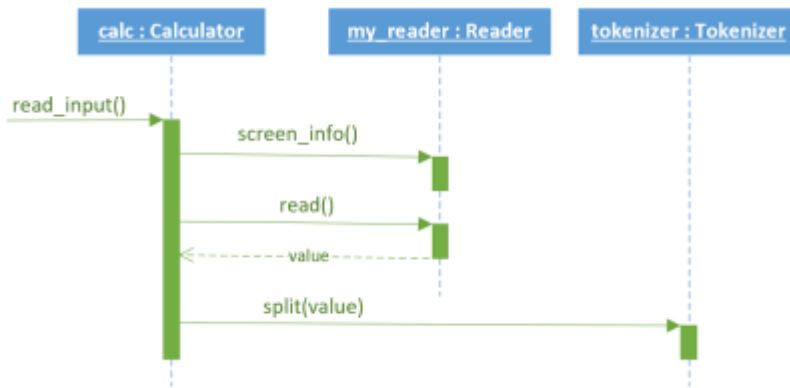 calc : Calculator
my_reader : Reader
tokenizer : Tokenizer
read_input()
screen_info()
read()
value
split(value)